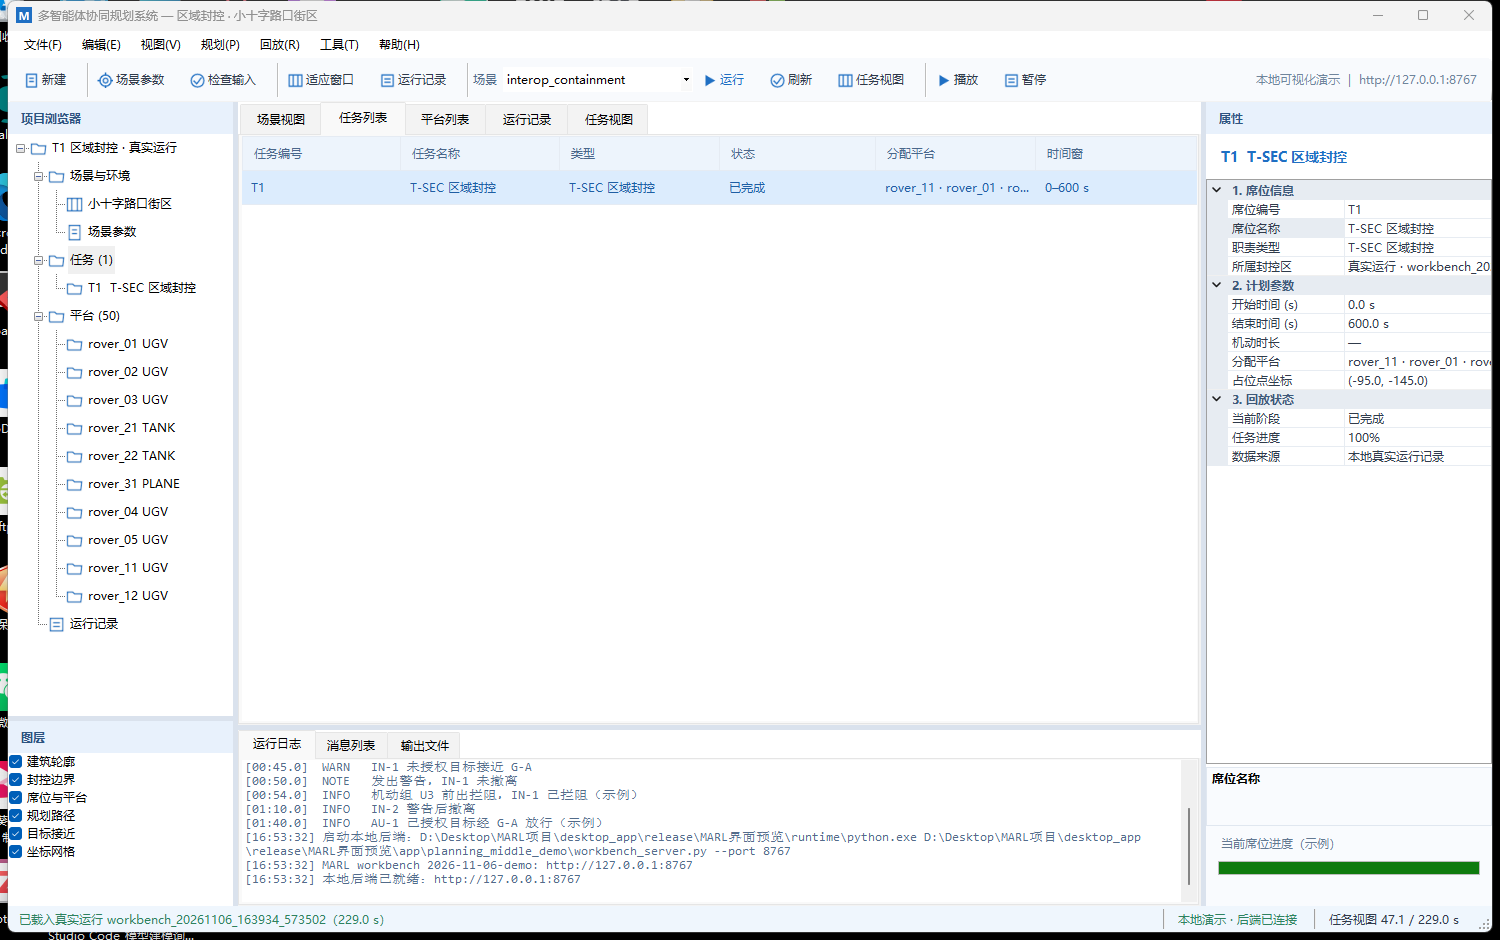 M 多智能体协同规划系统 — 区域封控 · 小十字路口街区
文件(F) 编辑(E) 视图(V) 规划(P) 回放(R) 工具(T) 帮助(H)
新建 场景参数 检查输入 适应窗口 运行记录 场景 interop_containment 运行 刷新 任务视图 播放 暂停 本地可视化演示 | http://127.0.0.1:8767
项目浏览器
T1 区域封控 · 真实运行
场景与环境
小十字路口街区
场景参数
任务 (1)
T1 T-SEC 区域封控
平台 (50)
rover_01 UGV
rover_02 UGV
rover_03 UGV
rover_21 TANK
rover_22 TANK
rover_31 PLANE
rover_04 UGV
rover_05 UGV
rover_11 UGV
rover_12 UGV
运行记录
图层
建筑轮廓
封控边界
席位与平台
规划路径
目标接近
坐标网格
场景视图 任务列表 平台列表 运行记录 任务视图
任务编号 任务名称 类型 状态 分配平台 时间窗
T1 T-SEC 区域封控 T-SEC 区域封控 已完成 rover_11 · rover_01 · ro... 0–600 s
运行日志 消息列表 输出文件
[00:45.0] WARN IN-1 未授权目标接近 G-A
[00:50.0] NOTE 发出警告，IN-1 未撤离
[00:54.0] INFO 机动组 U3 前出拦阻，IN-1 已拦阻（示例）
[01:10.0] INFO IN-2 警告后撤离
[01:40.0] INFO AU-1 已授权目标经 G-A 放行（示例）
[16:53:32] 启动本地后端：D:\Desktop\MARL项目\desktop_app\release\MARL界面预览\runtime\python.exe D:\Desktop\MARL项目\desktop_app
\release\MARL界面预览\app\planning_middle_demo\workbench_server.py --port 8767
[16:53:32] MARL workbench 2026-11-06-demo: http://127.0.0.1:8767
[16:53:32] 本地后端已就绪：http://127.0.0.1:8767
属性
T1 T-SEC 区域封控
1. 席位信息
席位编号 T1
席位名称 T-SEC 区域封控
职责类型 T-SEC 区域封控
所属封控区 真实运行 · workbench_20
2. 计划参数
开始时间 (s) 0.0 s
结束时间 (s) 600.0 s
机动时长 —
分配平台 rover_11 · rover_01 · rov
占位点坐标 (-95.0, -145.0)
3. 回放状态
当前阶段 已完成
任务进度 100%
数据来源 本地真实运行记录
席位名称
当前席位进度（示例）
已载入真实运行 workbench_20261106_163934_573502（229.0 s） 本地演示 · 后端已连接 任务视图 47.1 / 229.0 s